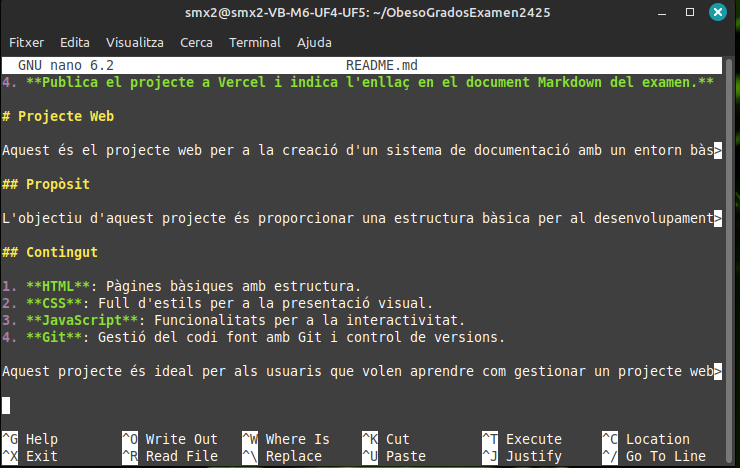 smx2@smx2-VB-M6-UF4-UF5: ~/ObesoGradosExamen2425
Fitxer Edita Visualitza Cerca Terminal Ajuda
GNU nano 6.2 README.md
4. **Publica el projecte a Vercel i indica l'enllaç en el document Markdown del examen.**
# Projecte Web
Aquest és el projecte web per a la creació d'un sistema de documentació amb un entorn bàs>
## Propòsit
L'objectiu d'aquest projecte és proporcionar una estructura bàsica per al desenvolupament>
## Contingut
1. **HTML**: Pàgines bàsiques amb estructura.
2. **CSS**: Full d'estils per a la presentació visual.
3. **JavaScript**: Funcionalitats per a la interactivitat.
4. **Git**: Gestió del codi font amb Git i control de versions.
Aquest projecte és ideal per als usuaris que volen aprendre com gestionar un projecte web>
^G Help ^O Write Out ^W Where Is ^K Cut ^T Execute ^C Location
^X Exit ^R Read File ^\ Replace ^U Paste ^J Justify ^/ Go To Line